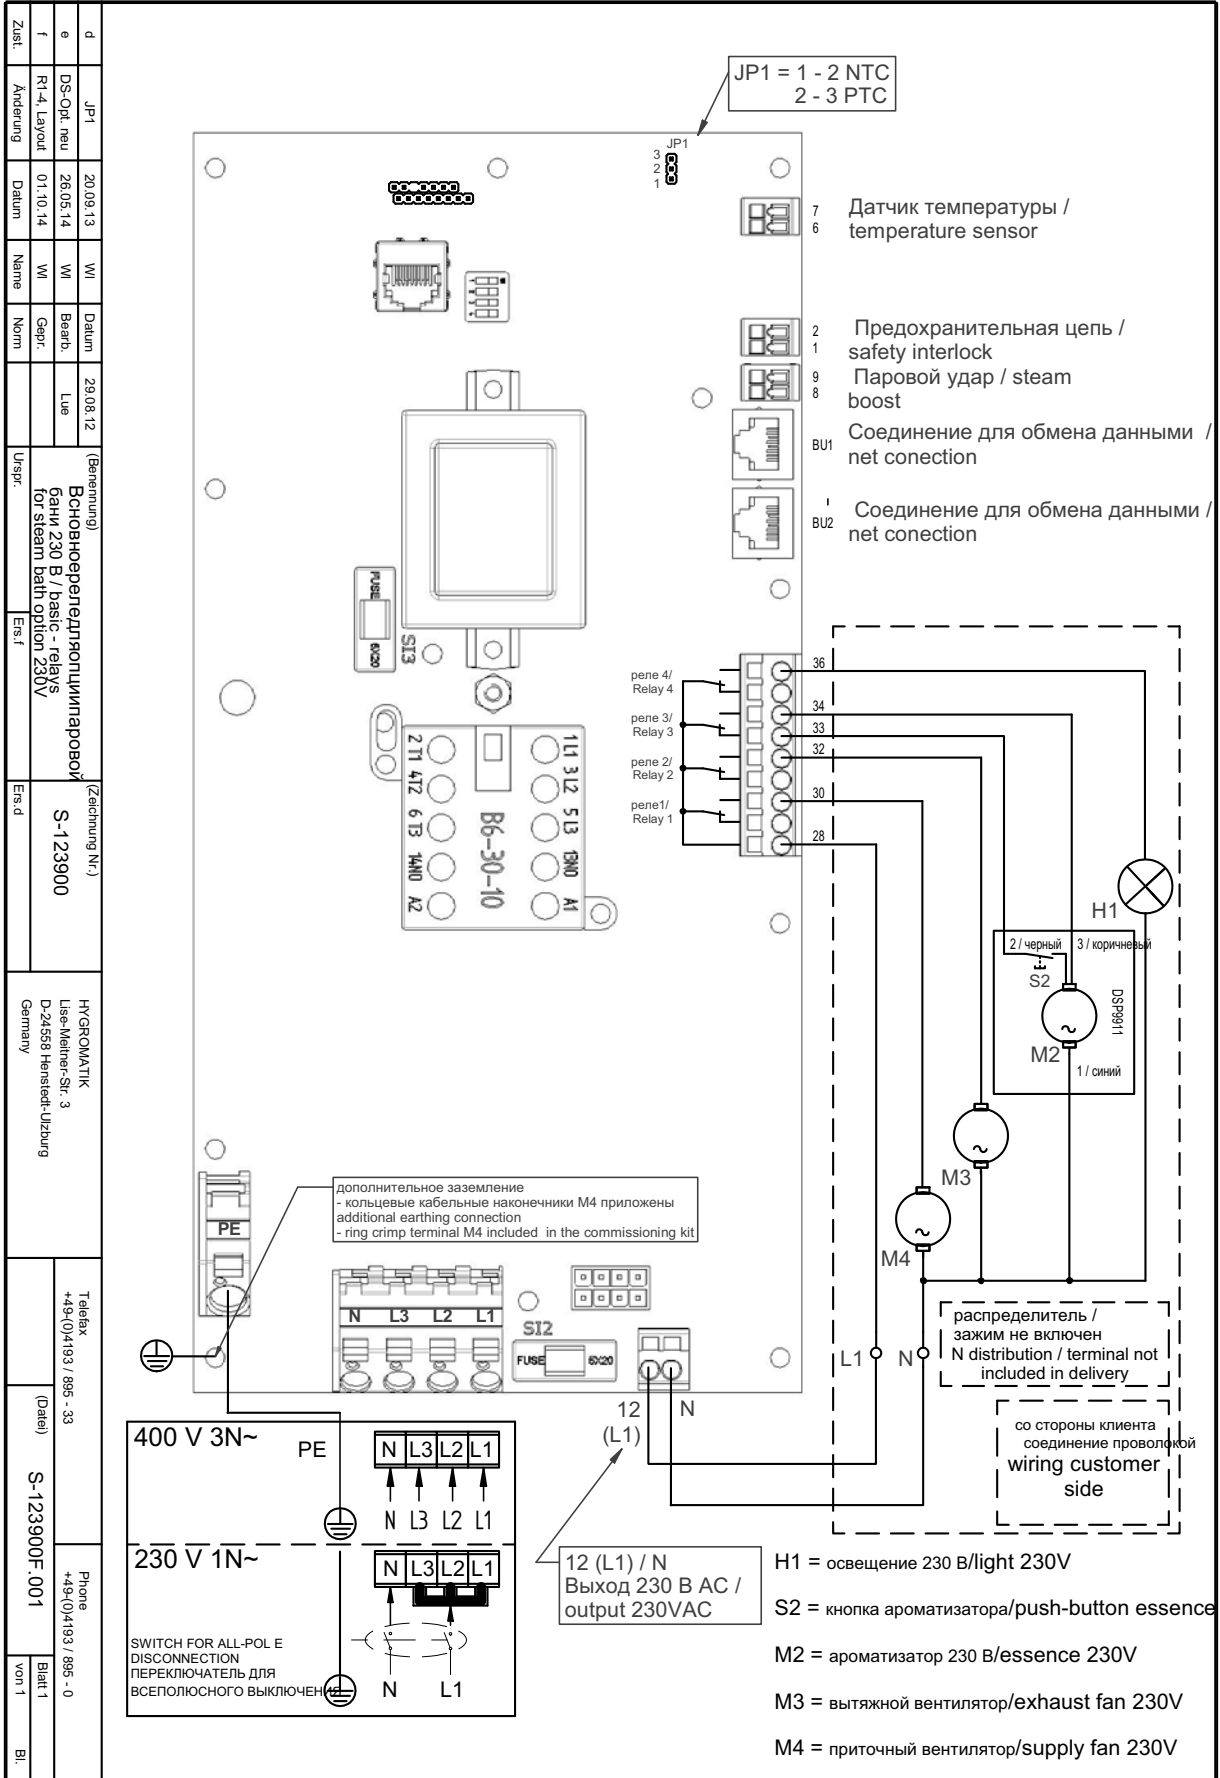 JP1 = 1 - 2 NTC
2 - 3 PTC
JP1
3
2
1
7
6
Датчик температуры /
temperature sensor
2
1
Предохранительная цепь /
safety interlock
9
8
Паровой удар / steam
boost
BU1
Соединение для обмена данными /
net conection
BU2
Соединение для обмена данными /
net conection
FUSE
6X20
SI3
реле 4/
Relay 4
реле 3/
Relay 3
реле 2/
Relay 2
реле1/
Relay 1
36
34
33
32
30
28
2 T1 4T2 6 T3 14NO A2
B6-30-10
1 L1 3 L2 5 L3 13NO A1
H1
2 / черный
3 / коричневый
S2
DSP9911
M2
1 / синий
M3
M4
PE
дополнительное заземление
- кольцевые кабельные наконечники M4 приложены
additional earthing connection
- ring crimp terminal M4 included in the commissioning kit
N L3 L2 L1
SI2
FUSE
6X20
L1
N
распределитель /
зажим не включен
N distribution / terminal not
included in delivery
со стороны клиента
соединение проволокой
wiring customer
side
12
(L1)
N
400 V 3N~
PE
N L3 L2 L1
N L3 L2 L1
230 V 1N~
N L3 L2 L1
SWITCH FOR ALL-POL E
DISCONNECTION
ПЕРЕКЛЮЧАТЕЛЬ ДЛЯ
ВСЕПОЛЮСНОГО ВЫКЛЮЧЕНИЯ
N L1
12 (L1) / N
Выход 230 В AC /
output 230VAC
H1 = освещение 230 В/light 230V
S2 = кнопка ароматизатора/push-button essence
M2 = ароматизатор 230 В/essence 230V
M3 = вытяжной вентилятор/exhaust fan 230V
M4 = приточный вентилятор/supply fan 230V
d JP1 20.09.13 WI
e DS-Opt. neu 26.05.14 WI
f R1-4, Layout 01.10.14 WI
Zust. Änderung Datum Name
Datum 29.08.12
Bearb. Lue
Gepr.
Norm
(Benennung)
Всновноереледляопциипаровой
бани 230 В / basic - relays
for steam bath option 230V
Urspr.
Ers.f
Ers.d
(Zeichnung Nr.)
S-123900
HYGROMATIK
Lise-Meitner-Str. 3
D-24558 Henstedt-Ulzburg
Germany
Telefax
+49-(0)4193 / 895 - 33
Phone
+49-(0)4193 / 895 - 0
(Datei)
S-123900F.001
Blatt 1
von 1
Bl.